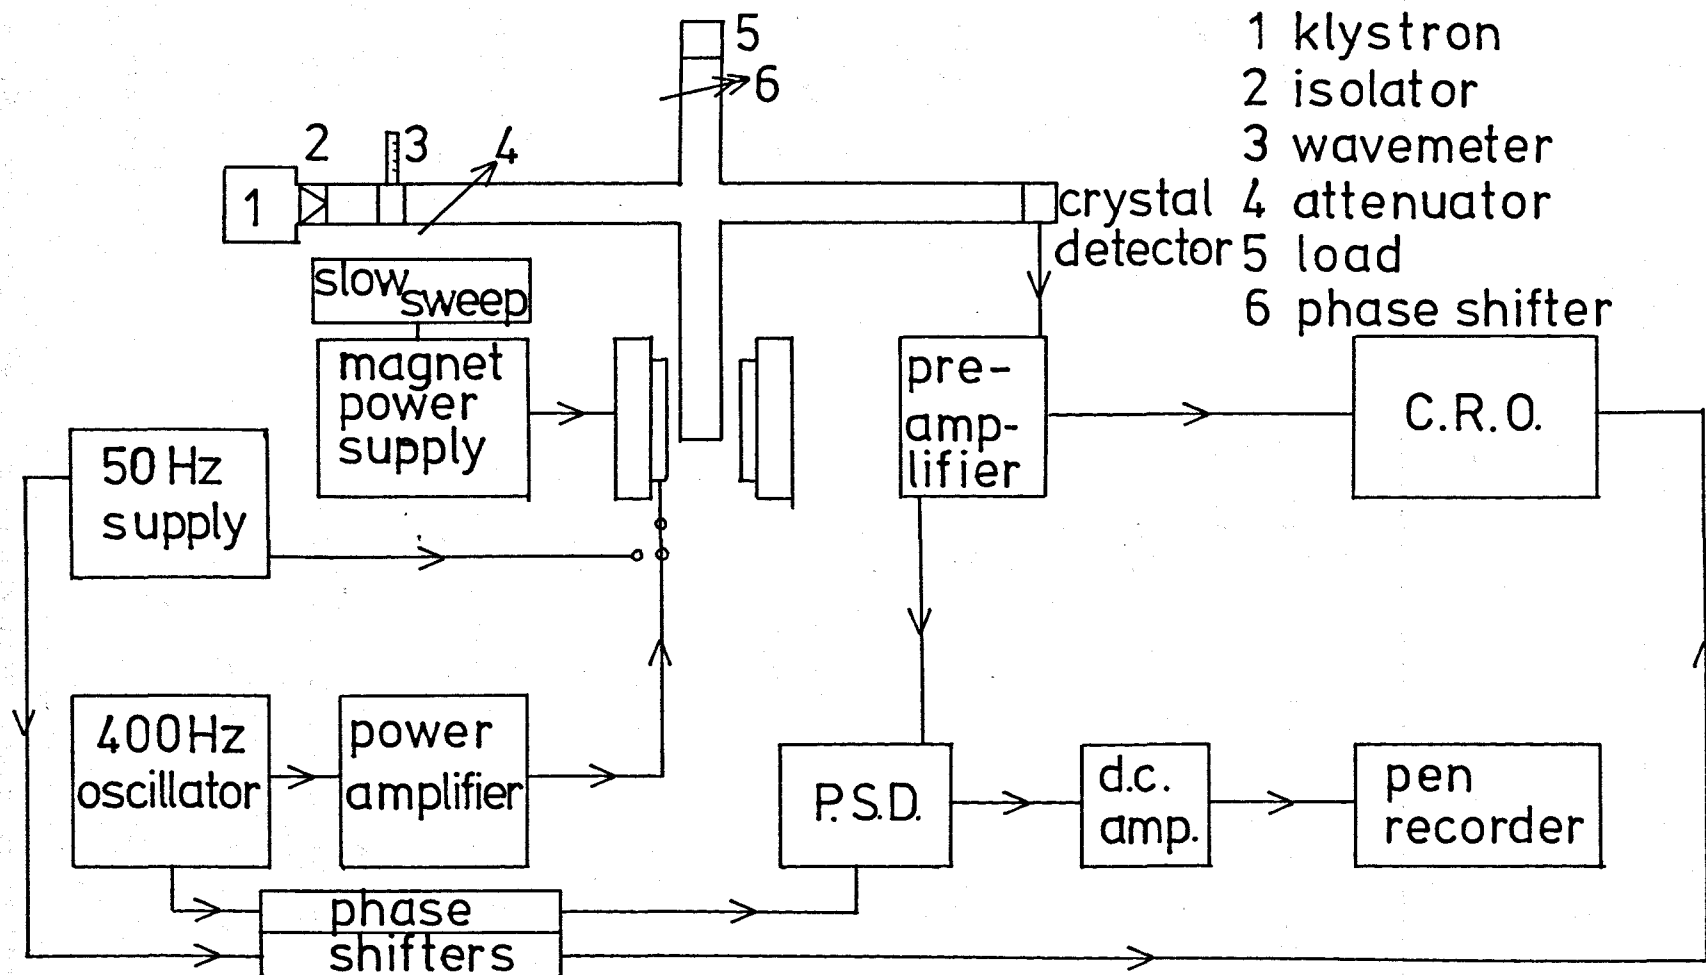 5
6
2
3
4
1
1 klystron
2 isolator
3 wavemeter
4 attenuator
5 load
6 phase shifter
crystal
detector
slow sweep
magnet
power
supply
pre-
amp-
lifier
C.R.O.
50 Hz
supply
400Hz
oscillator
power
amplifier
P.S.D.
d.c.
amp.
pen
recorder
phase
shifters